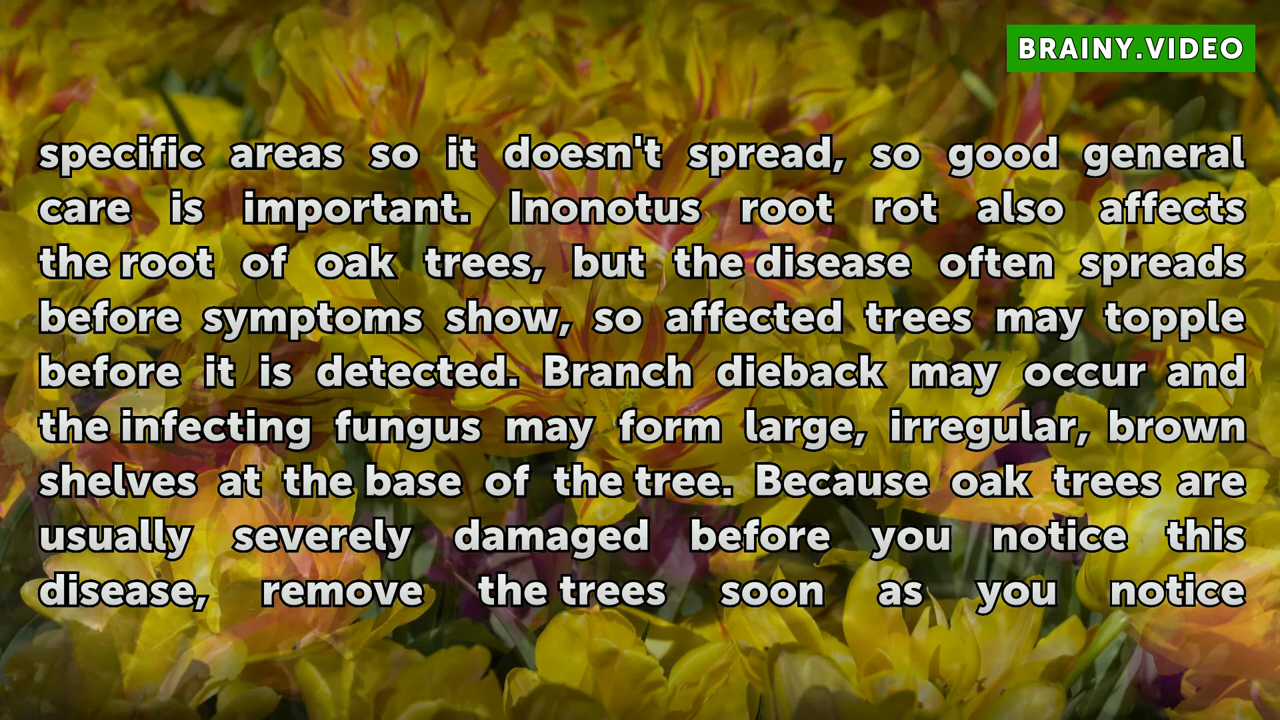 BRAINY.VIDEO
specific areas so it doesn't spread, so good general
care is important. Inonotus root rot also affects
the root of oak trees, but the disease often spreads
before symptoms show, so affected trees may topple
before it is detected. Branch dieback may occur and
the infecting fungus may form large, irregular, brown
shelves at the base of the tree. Because oak trees are
usually severely damaged before you notice this
disease, remove the trees soon as you notice